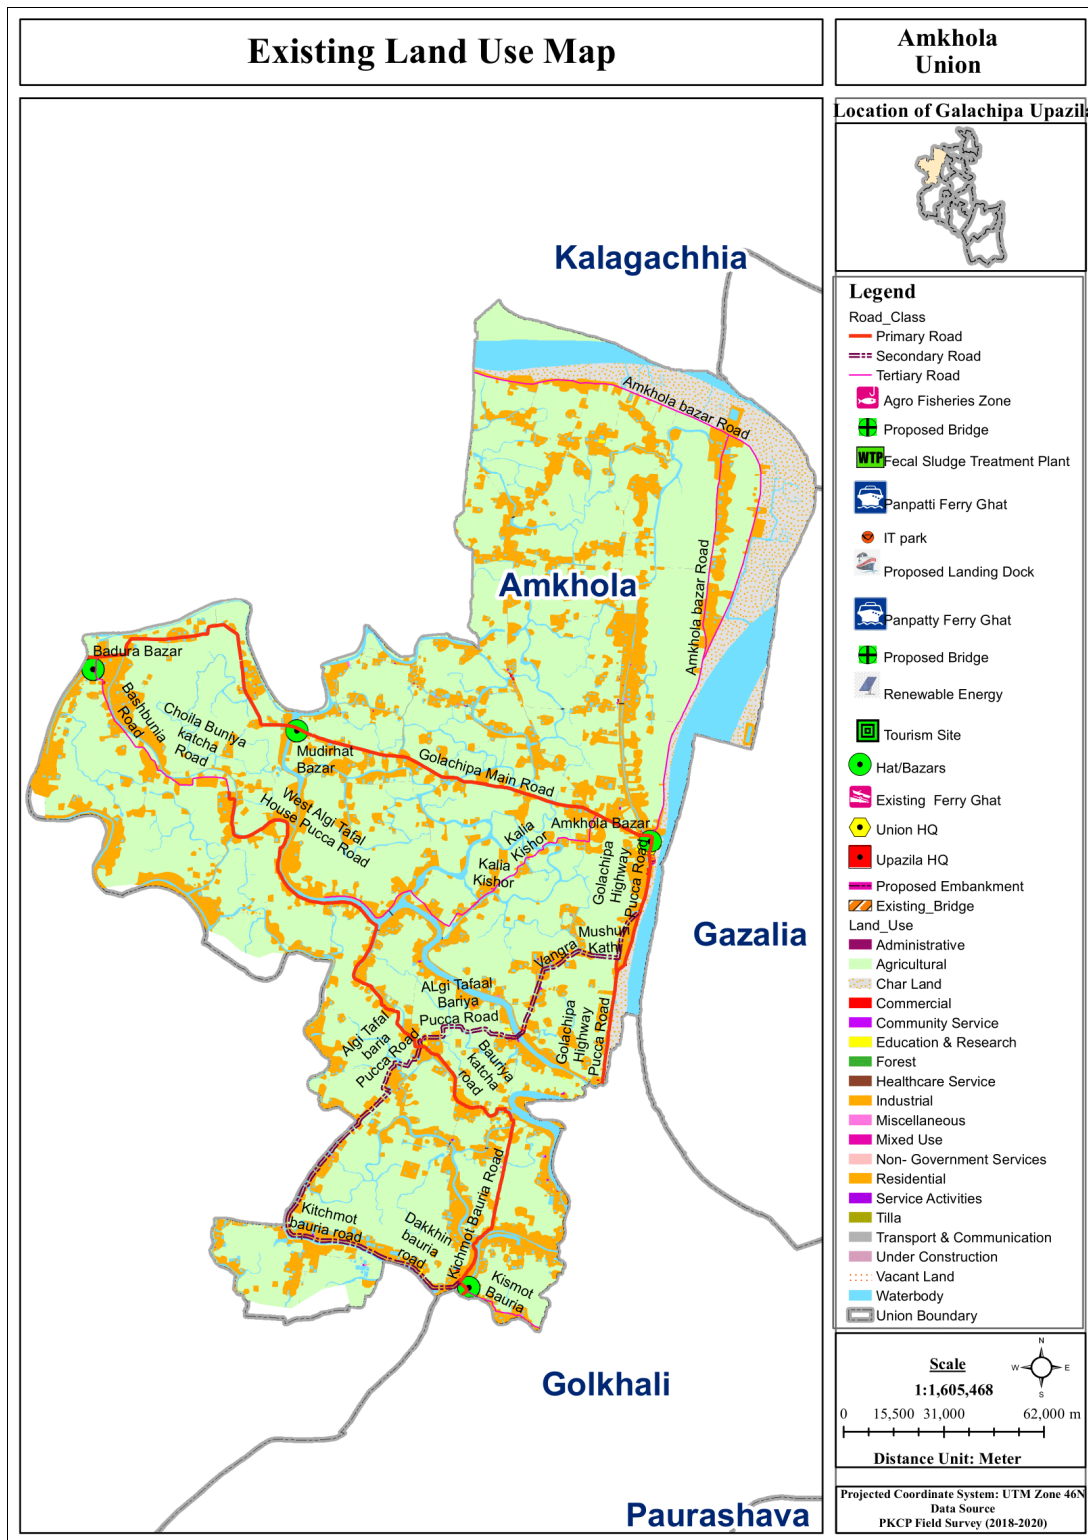 Existing Land Use Map
Amkhola
Union
Location of Galachipa Upazila
Kalagachhia
Amkhola bazar Road
Amkhola
Amkhola bazar Road
Badura Bazar
Bashbunia
Road
Choila Buniya
katcha
Road
Mudirhat
Bazar
Golachipa Main Road
West Algi Tafal
House Pucca Road
Amkhola Bazar
Kalia
Kishor
Kalia
Kishor
Golachipa
Highway
Pucca Road
Gazalia
Mushur
Kathi
Vangra
ALgi Tafaal
Bariya
Pucca Road
Algi Tafal
baria
Pucca Road
Bauriya
katcha
road
Golachipa
Highway
Pucca Road
Kitchmot
bauria road
Dakkhin
bauria
road
Kichmot Bauria Road
Kismot
Bauria
Golkhali
Paurashava
Legend
Road_Class
Primary Road
Secondary Road
Tertiary Road
Agro Fisheries Zone
Proposed Bridge
WTP Fecal Sludge Treatment Plant
Panpatti Ferry Ghat
IT park
Proposed Landing Dock
Panpatty Ferry Ghat
Proposed Bridge
Renewable Energy
Tourism Site
Hat/Bazars
Existing Ferry Ghat
Union HQ
Upazila HQ
Proposed Embankment
Existing_Bridge
Land_Use
Administrative
Agricultural
Char Land
Commercial
Community Service
Education & Research
Forest
Healthcare Service
Industrial
Miscellaneous
Mixed Use
Non- Government Services
Residential
Service Activities
Tilla
Transport & Communication
Under Construction
Vacant Land
Waterbody
Union Boundary
Scale
1:1,605,468
N
W E
S
0 15,500 31,000 62,000 m
Distance Unit: Meter
Projected Coordinate System: UTM Zone 46N
Data Source
PKCP Field Survey (2018-2020)